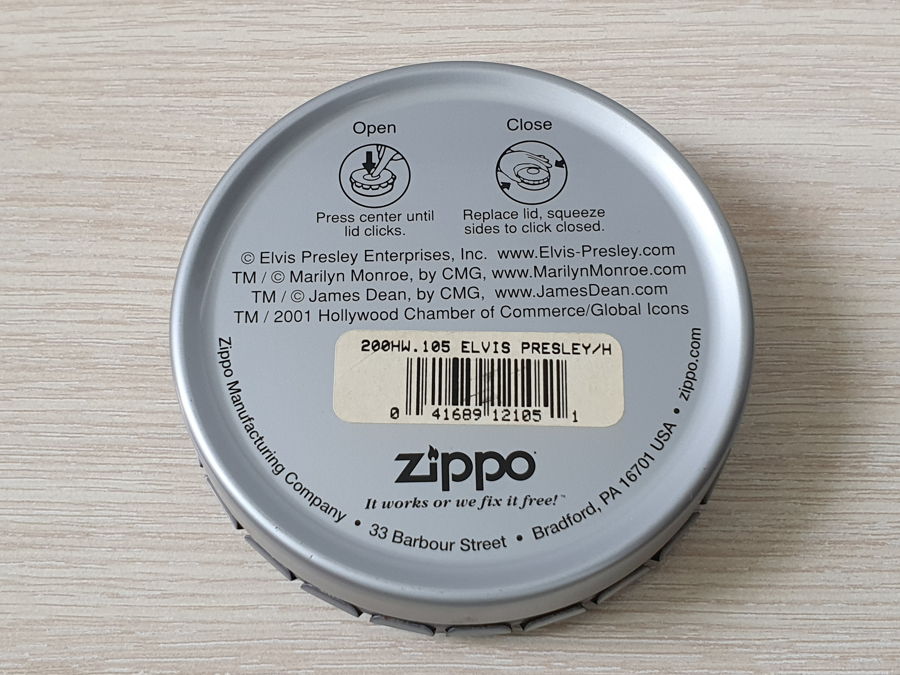 Open
Press center until
lid clicks.
Close
Replace lid, squeeze
sides to click closed.
© Elvis Presley Enterprises, Inc. www.Elvis-Presley.com
TM / © Marilyn Monroe, by CMG, www.MarilynMonroe.com
TM / © James Dean, by CMG, www.JamesDean.com
TM / 2001 Hollywood Chamber of Commerce/Global Icons
200HW.105 ELVIS PRESLEY/H
0 41689 12105 1
zippo
It works or we fix it free!™
Zippo Manufacturing Company • 33 Barbour Street • Bradford, PA 16701 USA • zippo.com